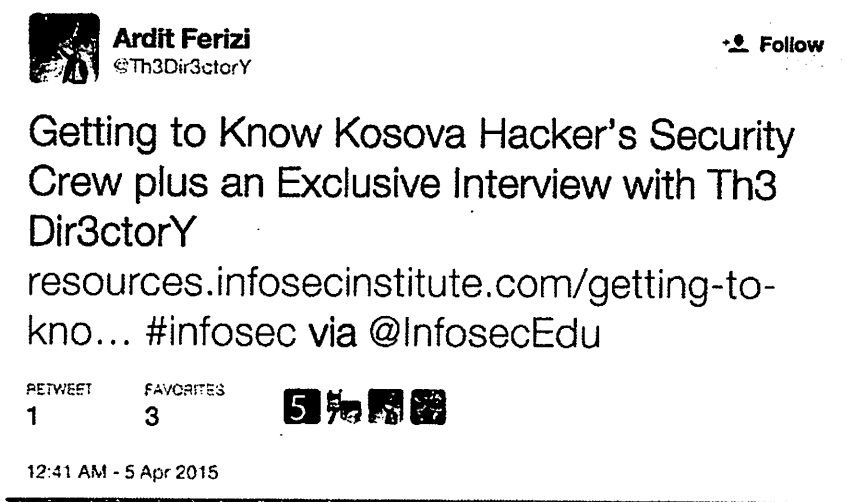 Ardit Ferizi
@Th3Dir3ctorY
Follow
Getting to Know Kosova Hacker's Security
Crew plus an Exclusive Interview with Th3
Dir3ctorY
resources.infosecinstitute.com/getting-to-
kno... #infosec via @InfosecEdu
RETWEET FAVORITES
1 3
5
12:41 AM - 5 Apr 2015